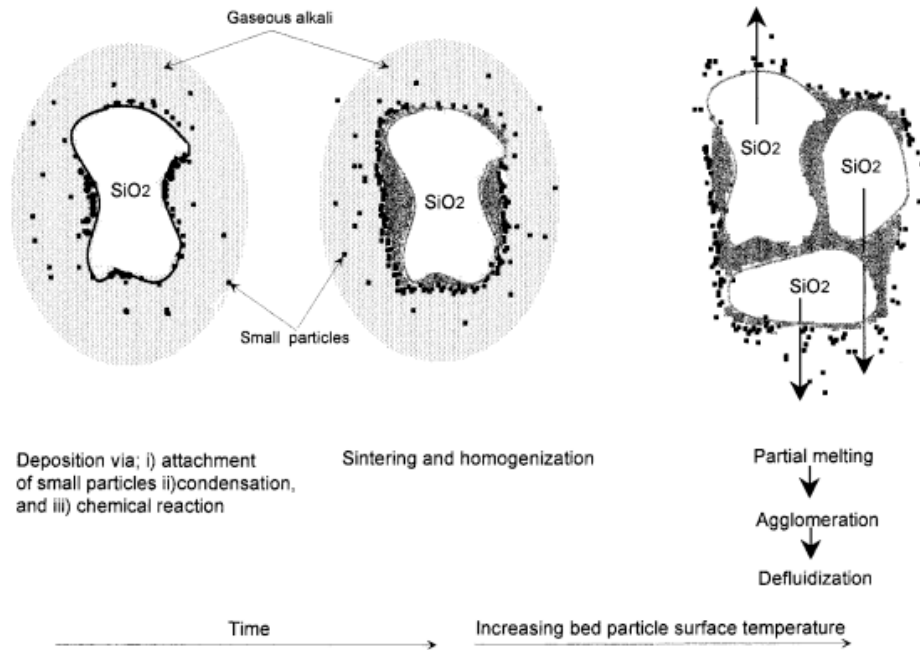 Gaseous alkali
SiO2
SiO2
SiO2
SiO2
SiO2
Small particles
Deposition via; i) attachment
of small particles ii)condensation,
and iii) chemical reaction
Sintering and homogenization
Partial melting
Agglomeration
Defluidization
Time
Increasing bed particle surface temperature